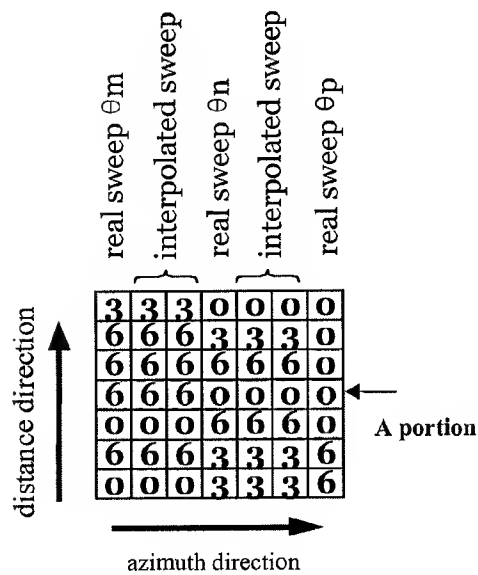 real sweep θm
interpolated sweep
real sweep θn
interpolated sweep
real sweep θp
3 3 3 0 0 0 0
6 6 6 3 3 3 0
6 6 6 6 6 6 0
6 6 6 0 0 0 0
0 0 0 6 6 6 0
6 6 6 3 3 3 6
0 0 0 3 3 3 6
distance direction
A portion
azimuth direction